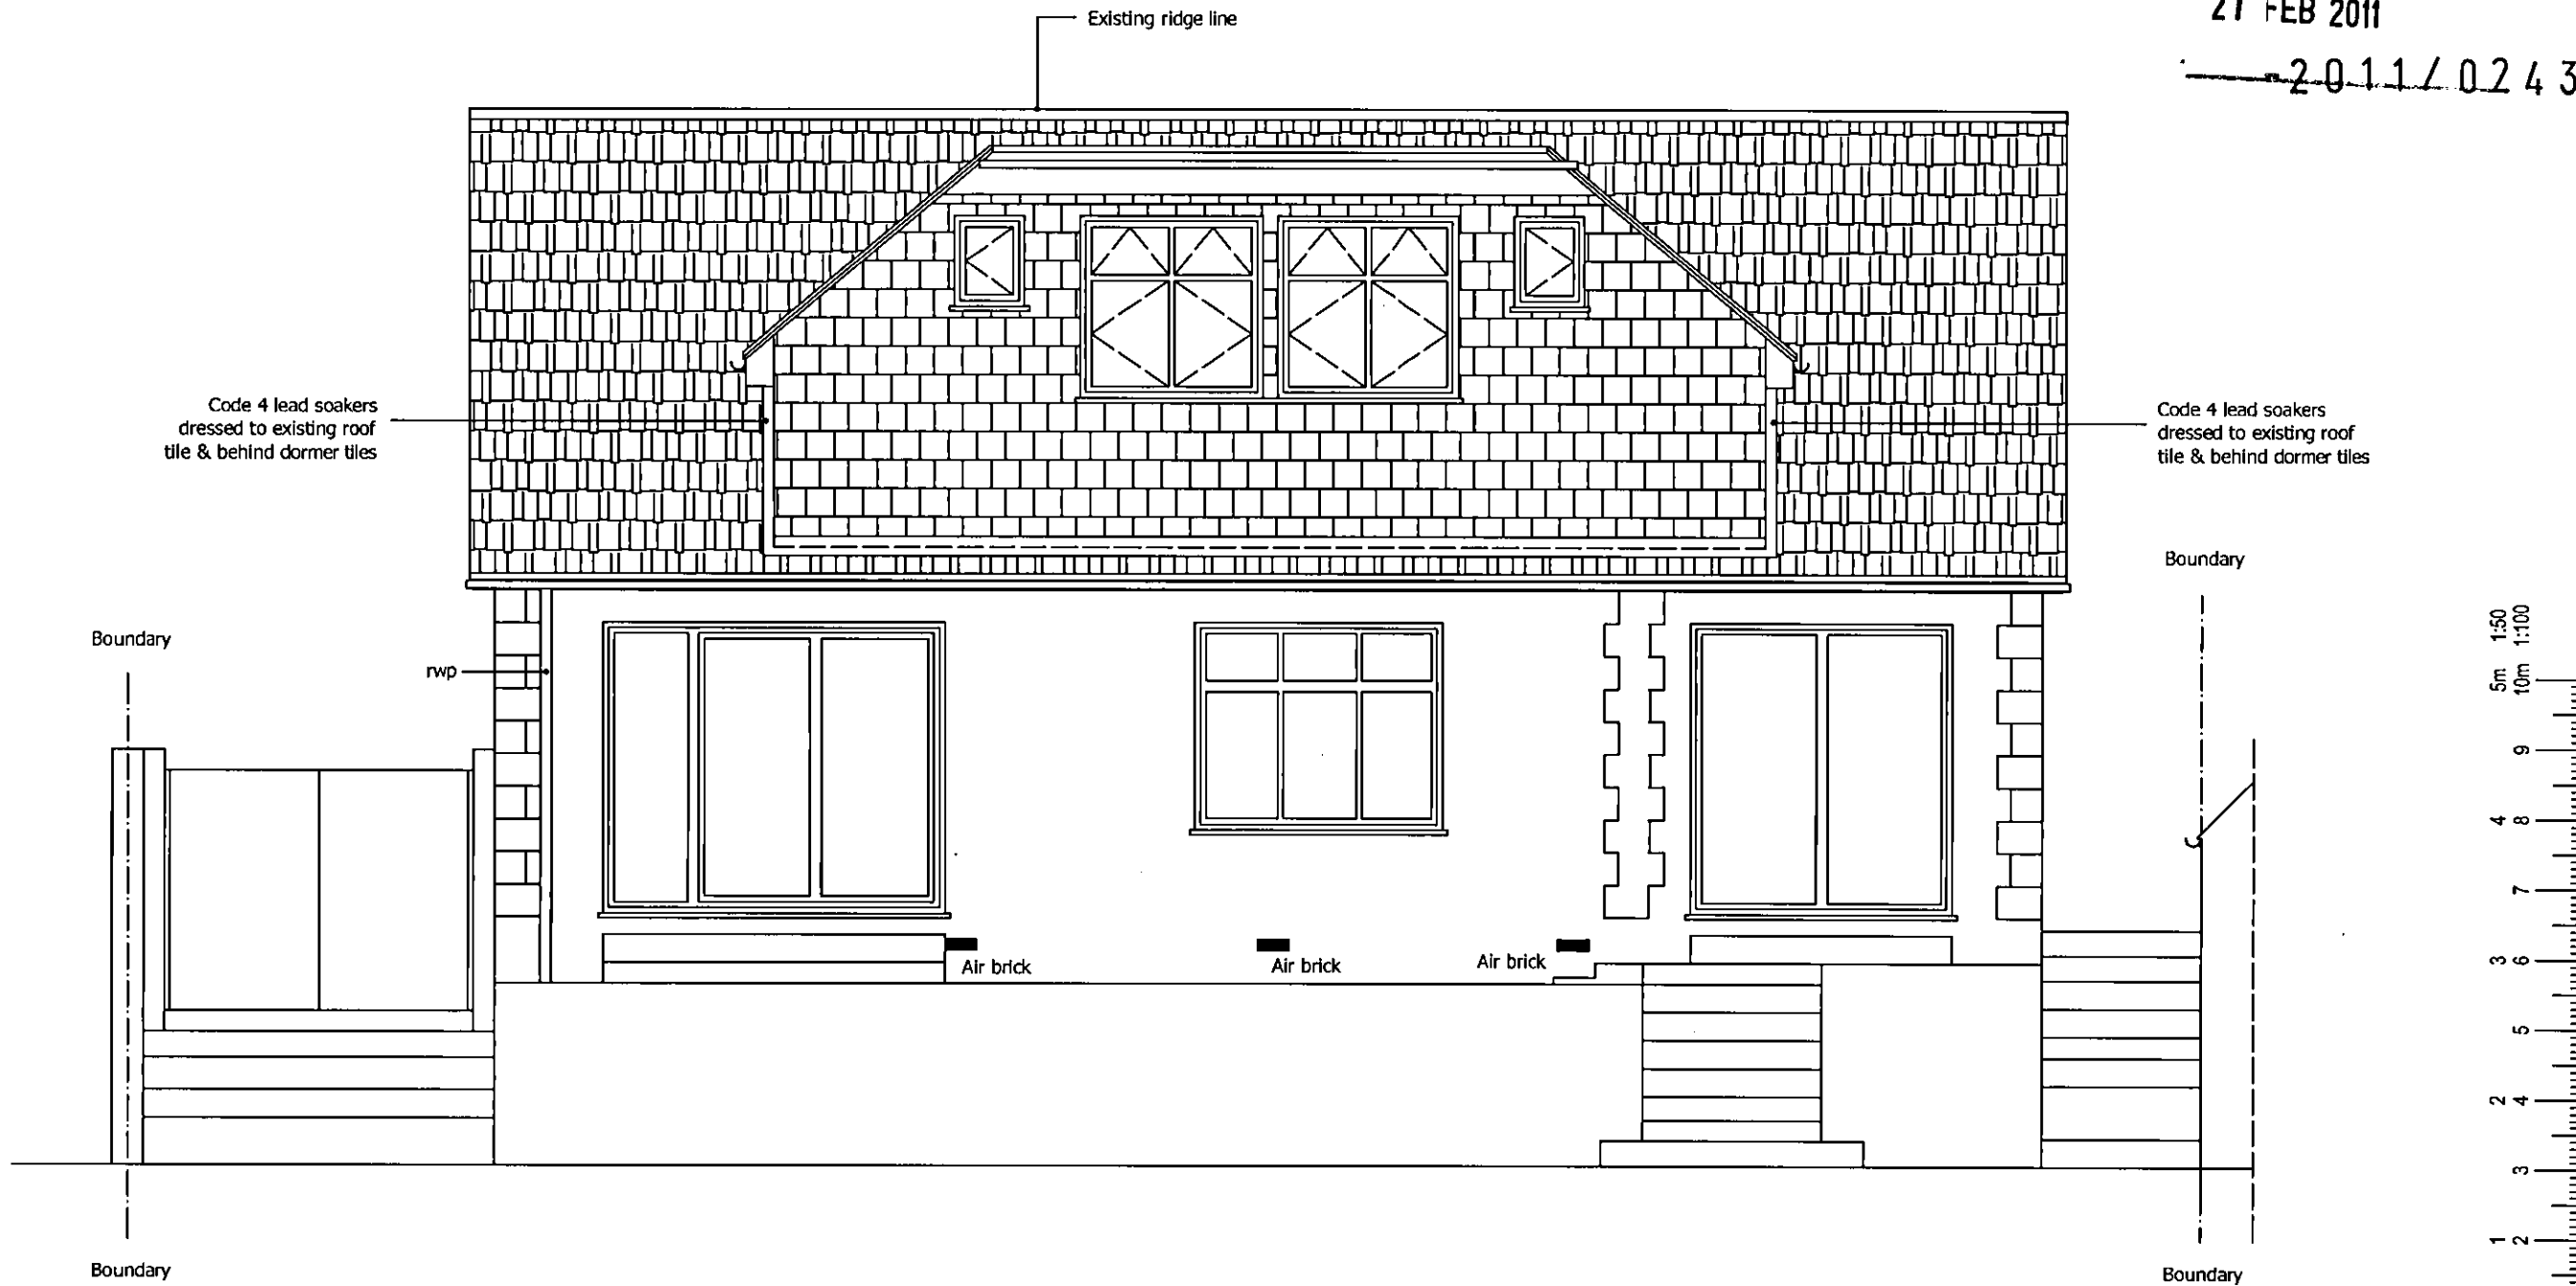 Existing ridge line
21 FEB 2011
2011/0243
Code 4 lead soakers
dressed to existing roof
tile & behind dormer tiles
Code 4 lead soakers
dressed to existing roof
tile & behind dormer tiles
Boundary
Boundary
rwp
Air brick
Air brick
Air brick
Boundary
Boundary
1:50
1:100
5m
10m
9
4
8
7
3
6
5
2
4
3
1
2